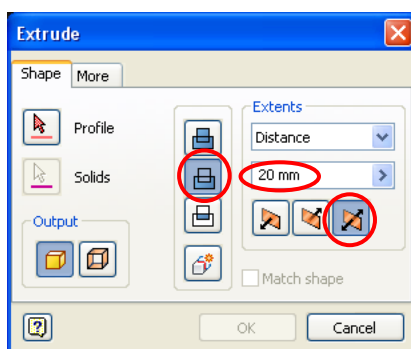 Extrude
Shape More
Profile
Solids
Output
Extents
Distance
20 mm
Match shape
OK Cancel